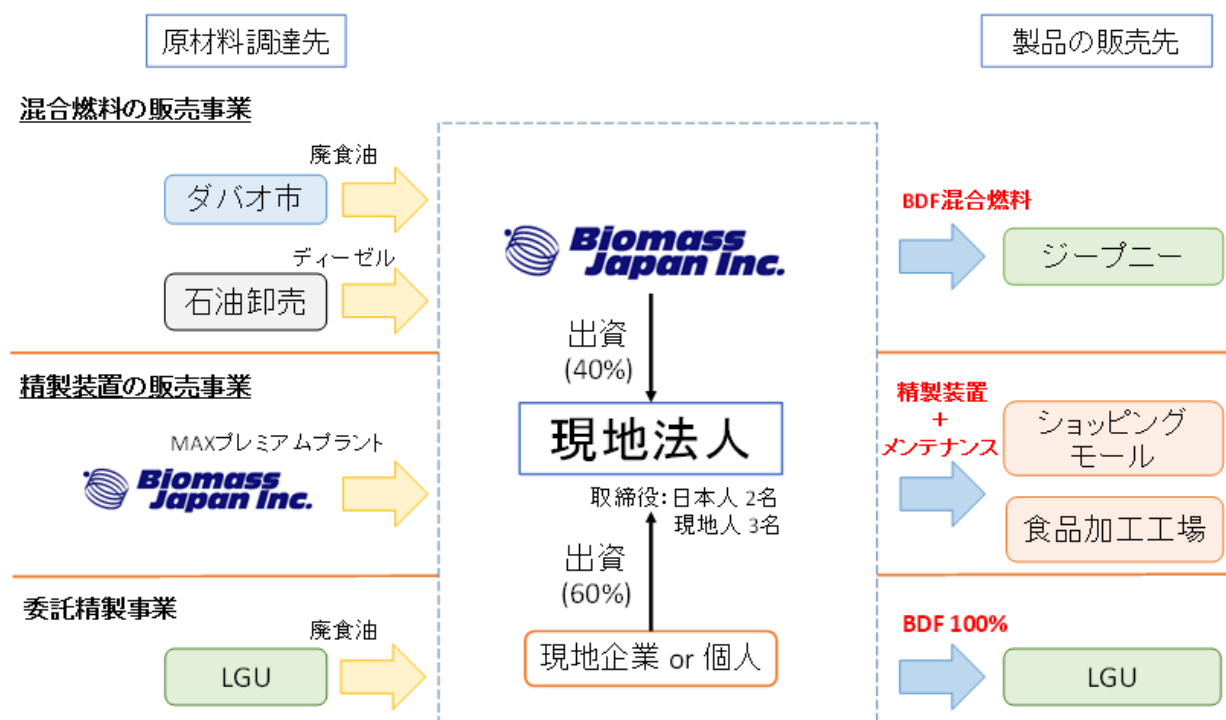 原材料調達先
製品の販売先
混合燃料の販売事業
廃食油
ダバオ市
ディーゼル
石油卸売
Biomass
Japan Inc.
出資
(40%)
現地法人
取締役：日本人 2名
現地人 3名
出資
(60%)
現地企業 or 個人
BDF混合燃料
ジープニー
精製装置の販売事業
MAXプレミアムプラント
Biomass
Japan Inc.
精製装置
+
メンテナンス
ショッピング
モール
食品加工工場
委託精製事業
廃食油
LGU
BDF 100%
LGU